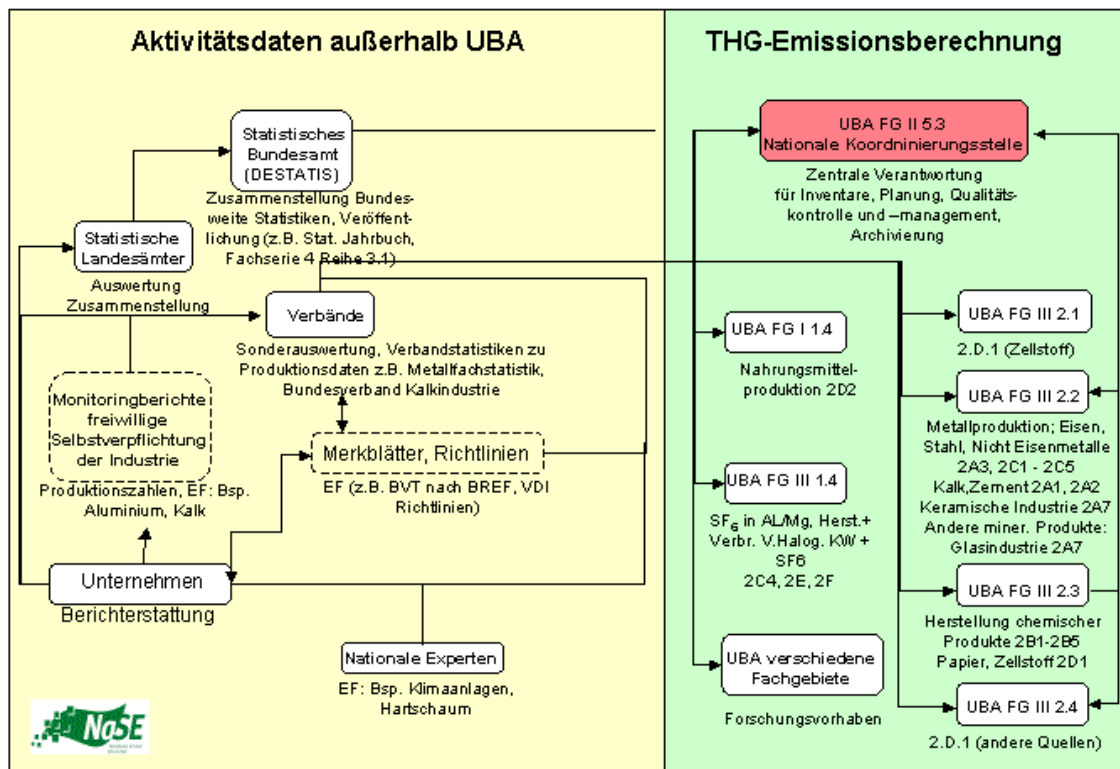 Aktivitätsdaten außerhalb UBA
Statistisches
Bundesamt
(DESTATIS)
Zusammenstellung Bundes-
weite Statistiken, Veröffent-
lichung (z.B. Stat. Jahrbuch,
Fachserie 4 Reihe 3.1)
Statistische
Landesämter
Auswertung
Zusammenstellung
Verbände
Sonderauswertung, Verbandstatistiken zu
Produktionsdaten z.B. Metallfachstatistik,
Bundesverband Kalkindustrie
Monitoringberichte
freiwillige
Selbstverpflichtung
der Industrie
Produktionszahlen, EF: Bsp.
Aluminium, Kalk
Merkblätter, Richtlinien
EF (z.B. BVT nach BREF, VDI
Richtlinien)
Unternehmen
Berichterstattung
Nationale Experten
EF: Bsp. Klimaanlagen,
Hartschaum
NaSE
THG-Emissionsberechnung
UBA FG II 5.3
Nationale Koordninierungsstelle
Zentrale Verantwortung
für Inventare, Planung, Qualitäts-
kontrolle und –management,
Archivierung
UBA FG I 1.4
Nahrungsmittel-
produktion 2D2
UBA FG III 1.4
SF6 in AL/Mg, Herst.+
Verbr. V.Halog. KW +
SF6
2C4, 2E, 2F
UBA verschiedene
Fachgebiete
Forschungsvorhaben
UBA FG III 2.1
2.D.1 (Zellstoff)
UBA FG III 2.2
Metallproduktion; Eisen,
Stahl, Nicht Eisenmetalle
2A3, 2C1 - 2C5
Kalk,Zement 2A1, 2A2
Keramische Industrie 2A7
Andere miner. Produkte:
Glasindustrie 2A7
UBA FG III 2.3
Herstellung chemischer
Produkte 2B1-2B5
Papier, Zellstoff 2D1
UBA FG III 2.4
2.D.1 (andere Quellen)